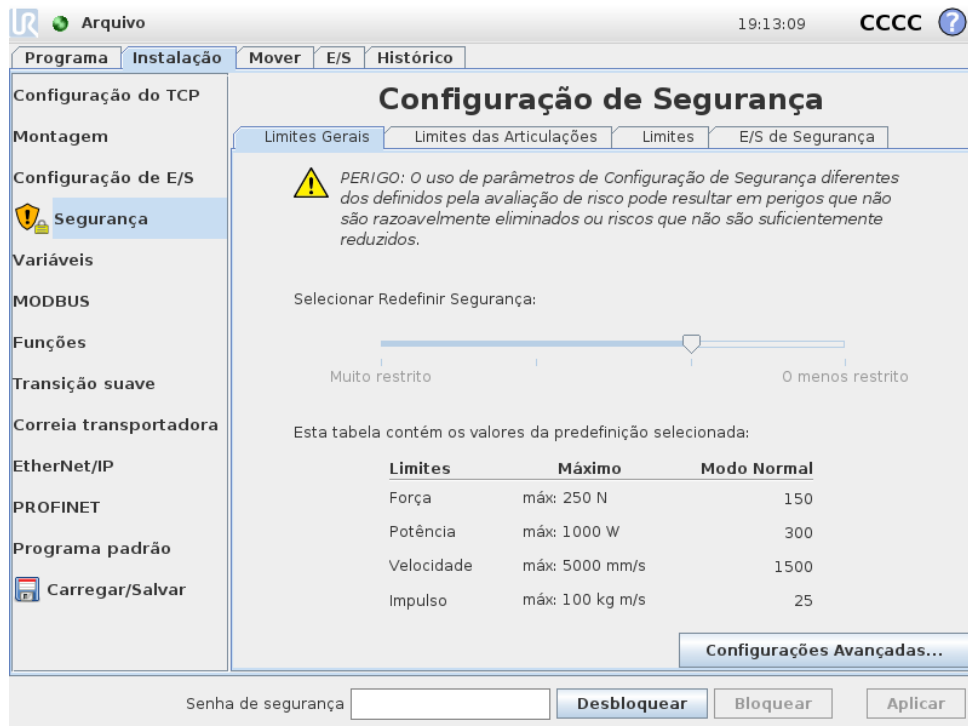 UR Arquivo 19:13:09 CCCC ?
Programa Instalação Mover E/S Histórico
Configuração do TCP
Montagem
Configuração de E/S
Segurança
Variáveis
MODBUS
Funções
Transição suave
Correia transportadora
EtherNet/IP
PROFINET
Programa padrão
Carregar/Salvar
Configuração de Segurança
Limites Gerais Limites das Articulações Limites E/S de Segurança
PERIGO: O uso de parâmetros de Configuração de Segurança diferentes
dos definidos pela avaliação de risco pode resultar em perigos que não
são razoavelmente eliminados ou riscos que não são suficientemente
reduzidos.
Selecionar Redefinir Segurança:
Muito restrito O menos restrito
Esta tabela contém os valores da predefinição selecionada:
Limites Máximo Modo Normal
Força máx: 250 N 150
Potência máx: 1000 W 300
Velocidade máx: 5000 mm/s 1500
Impulso máx: 100 kg m/s 25
Configurações Avançadas...
Senha de segurança Desbloquear Bloquear Aplicar